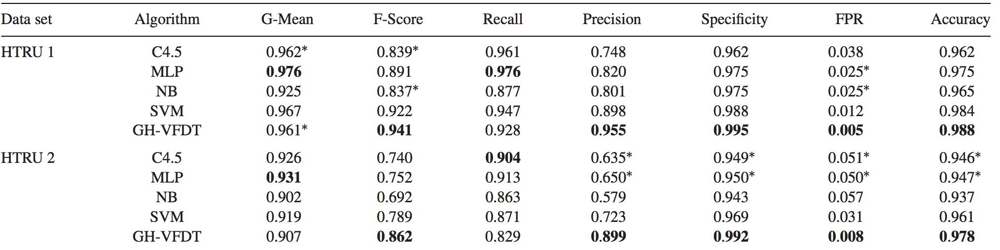 Data set Algorithm G-Mean F-Score Recall Precision Specificity FPR Accuracy
HTRU 1 C4.5 0.962* 0.839* 0.961 0.748 0.962 0.038 0.962
MLP 0.976 0.891 0.976 0.820 0.975 0.025* 0.975
NB 0.925 0.837* 0.877 0.801 0.975 0.025* 0.965
SVM 0.967 0.922 0.947 0.898 0.988 0.012 0.984
GH-VFDT 0.961* 0.941 0.928 0.955 0.995 0.005 0.988
HTRU 2 C4.5 0.926 0.740 0.904 0.635* 0.949* 0.051* 0.946*
MLP 0.931 0.752 0.913 0.650* 0.950* 0.050* 0.947*
NB 0.902 0.692 0.863 0.579 0.943 0.057 0.937
SVM 0.919 0.789 0.871 0.723 0.969 0.031 0.961
GH-VFDT 0.907 0.862 0.829 0.899 0.992 0.008 0.978